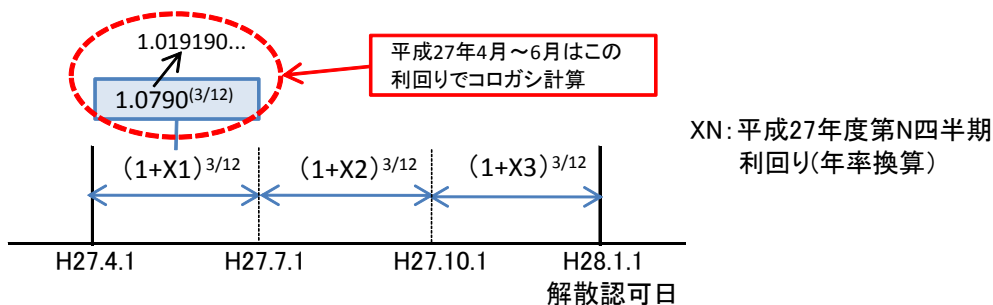 1.019190...
1.0790(3/12)
平成27年4月～6月はこの
利回りでコロガシ計算
XN：平成27年度第N四半期
利回り(年率換算)
(1+X1)3/12
(1+X2)3/12
(1+X3)3/12
H27.4.1
H27.7.1
H27.10.1
H28.1.1
解散認可日